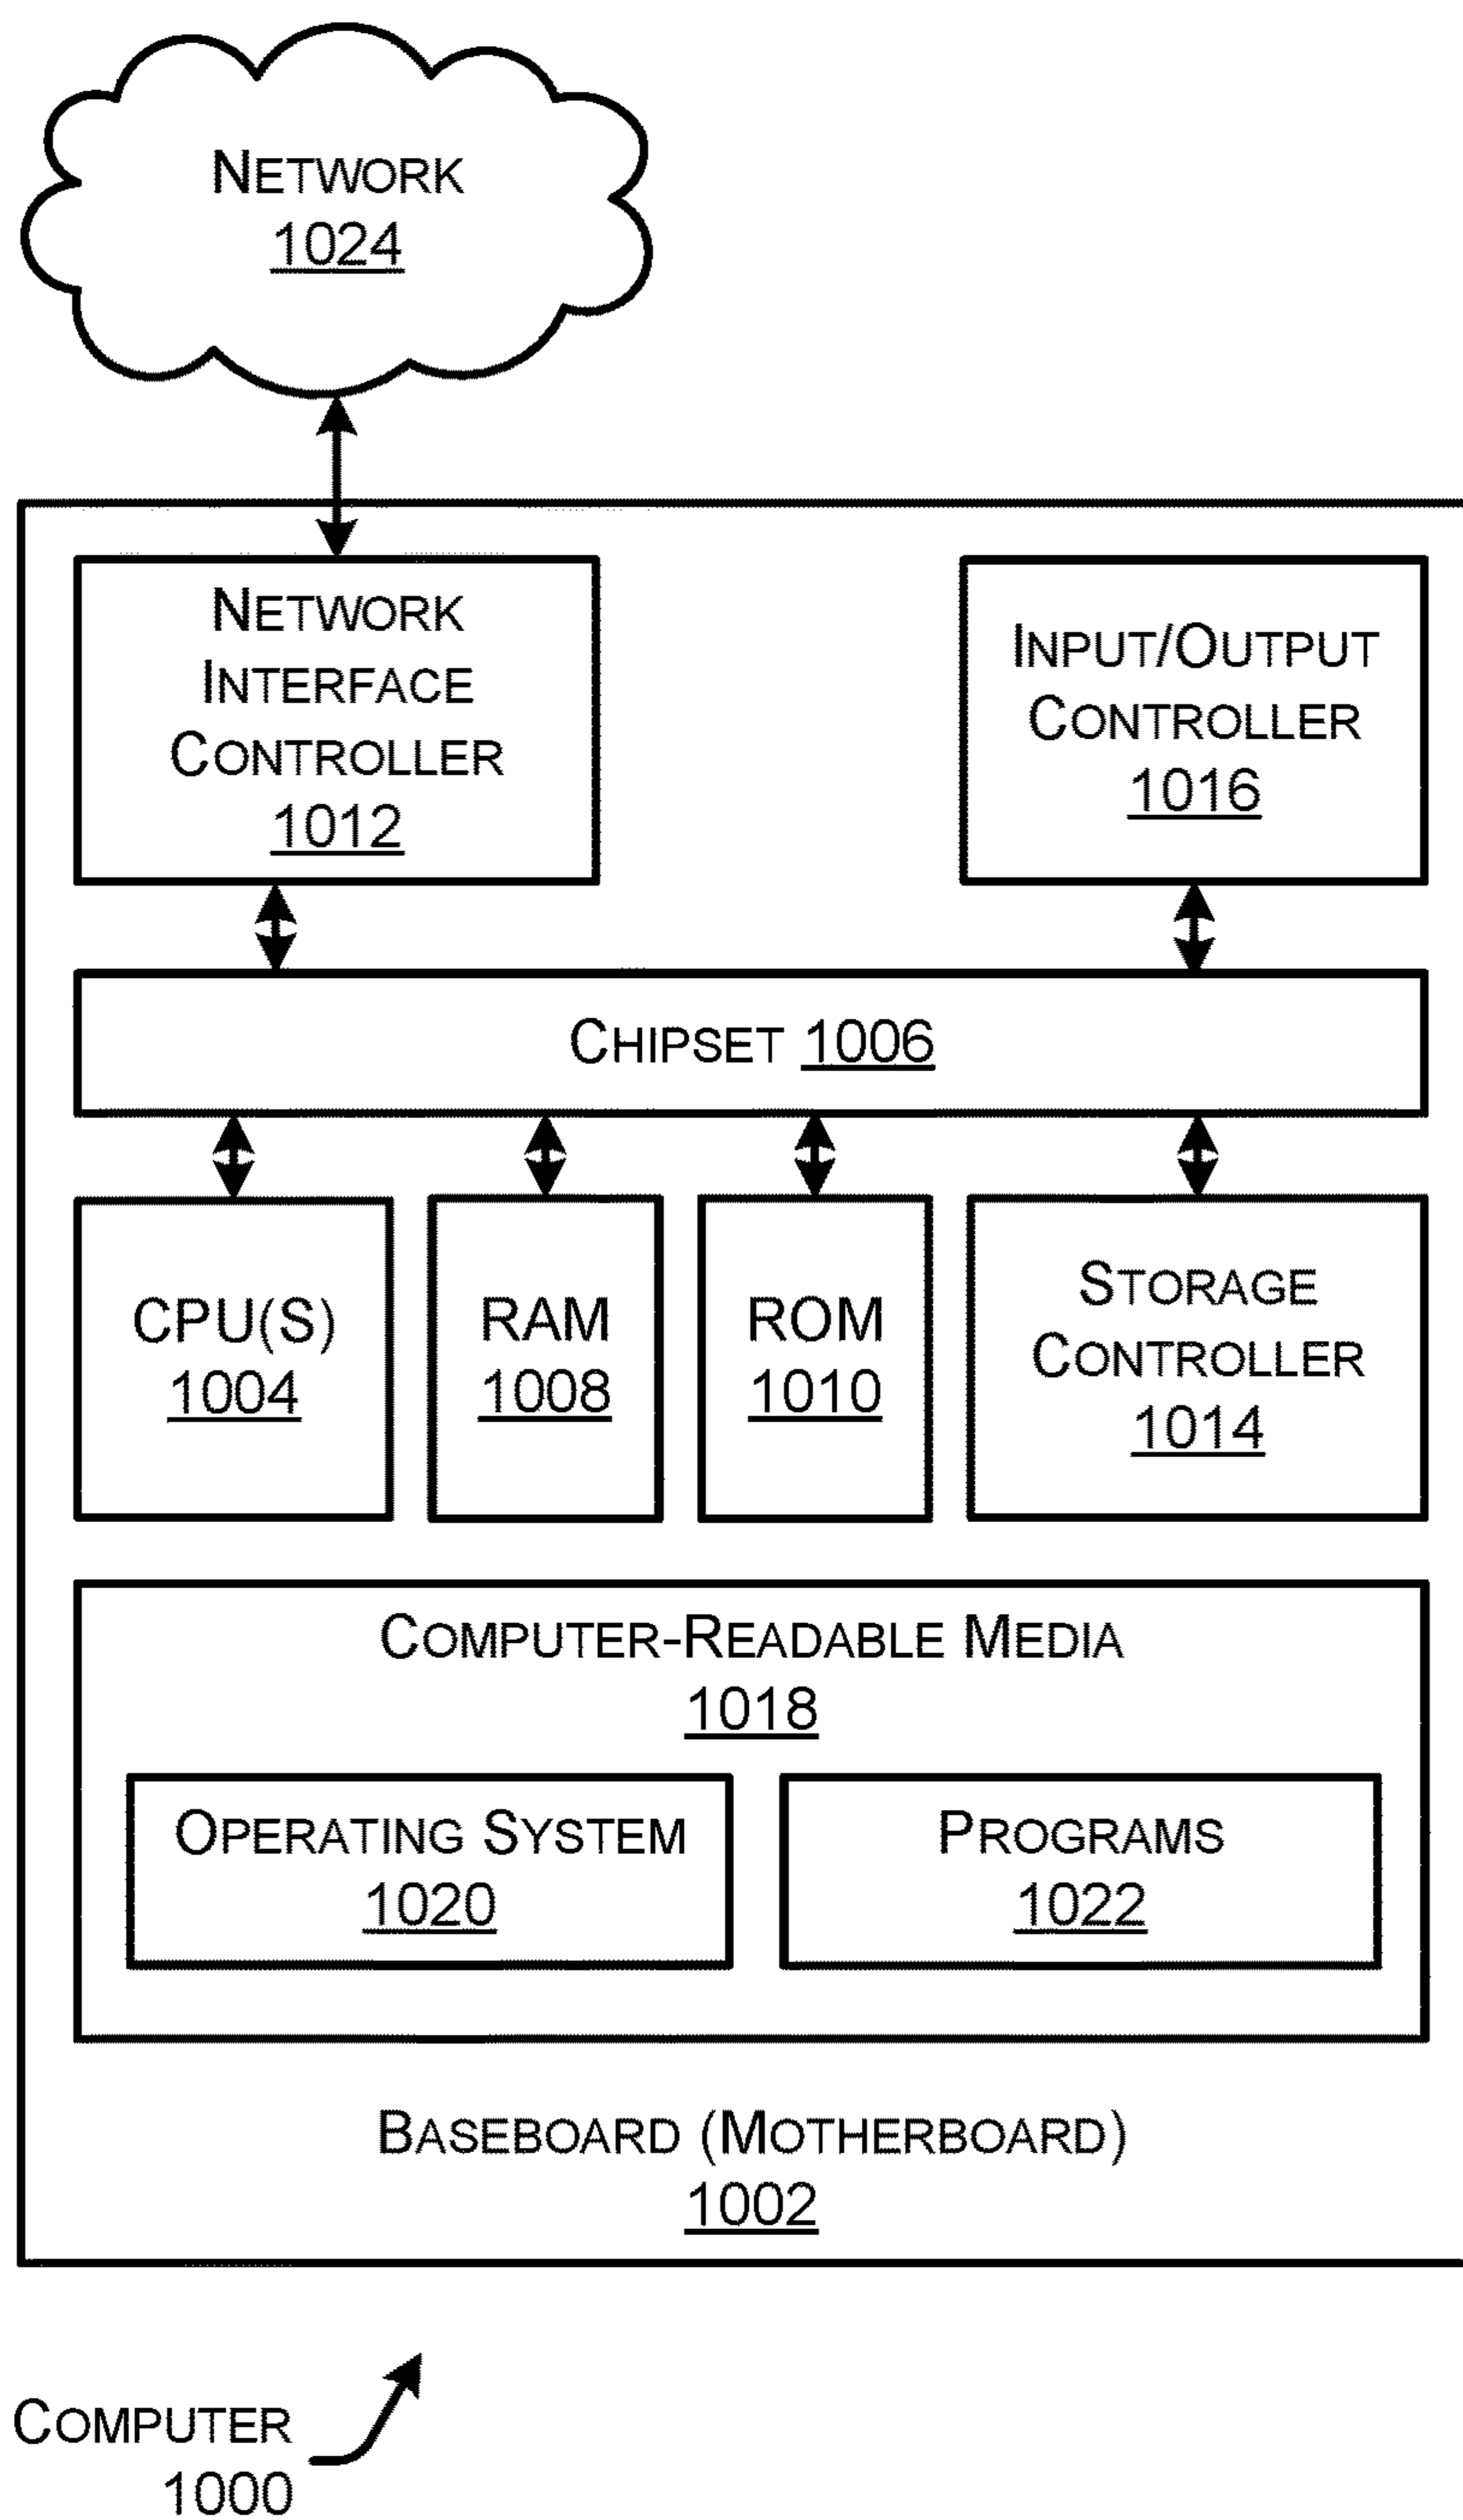 NETWORK
1024
NETWORK
INTERFACE
CONTROLLER
1012
INPUT/OUTPUT
CONTROLLER
1016
CHIPSET 1006
CPU(S)
1004
RAM
1008
ROM
1010
STORAGE
CONTROLLER
1014
COMPUTER-READABLE MEDIA
1018
OPERATING SYSTEM
1020
PROGRAMS
1022
BASEBOARD (MOTHERBOARD)
1002
COMPUTER
1000